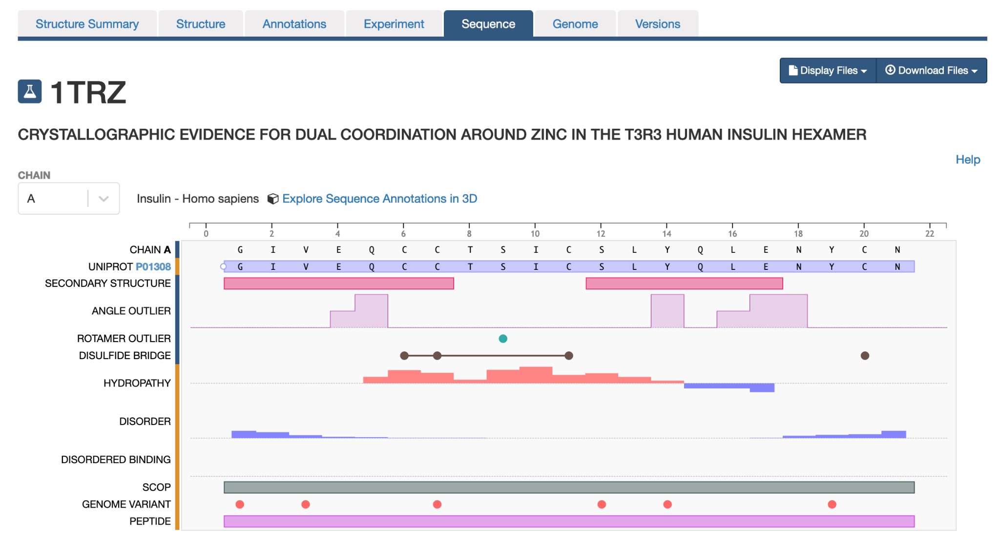 Structure Summary Structure Annotations Experiment Sequence Genome Versions
Display Files Download Files
1TRZ
CRYSTALLOGRAPHIC EVIDENCE FOR DUAL COORDINATION AROUND ZINC IN THE T3R3 HUMAN INSULIN HEXAMER
Help
CHAIN
A Insulin - Homo sapiens Explore Sequence Annotations in 3D
0 2 4 6 8 10 12 14 16 18 20 22
CHAIN A G I V E Q C C T S I C S L Y Q L E N Y C N
UNIPROT P01308 G I V E Q C C T S I C S L Y Q L E N Y C N
SECONDARY STRUCTURE
ANGLE OUTLIER
ROTAMER OUTLIER
DISULFIDE BRIDGE
HYDROPATHY
DISORDER
DISORDERED BINDING
SCOP
GENOME VARIANT
PEPTIDE